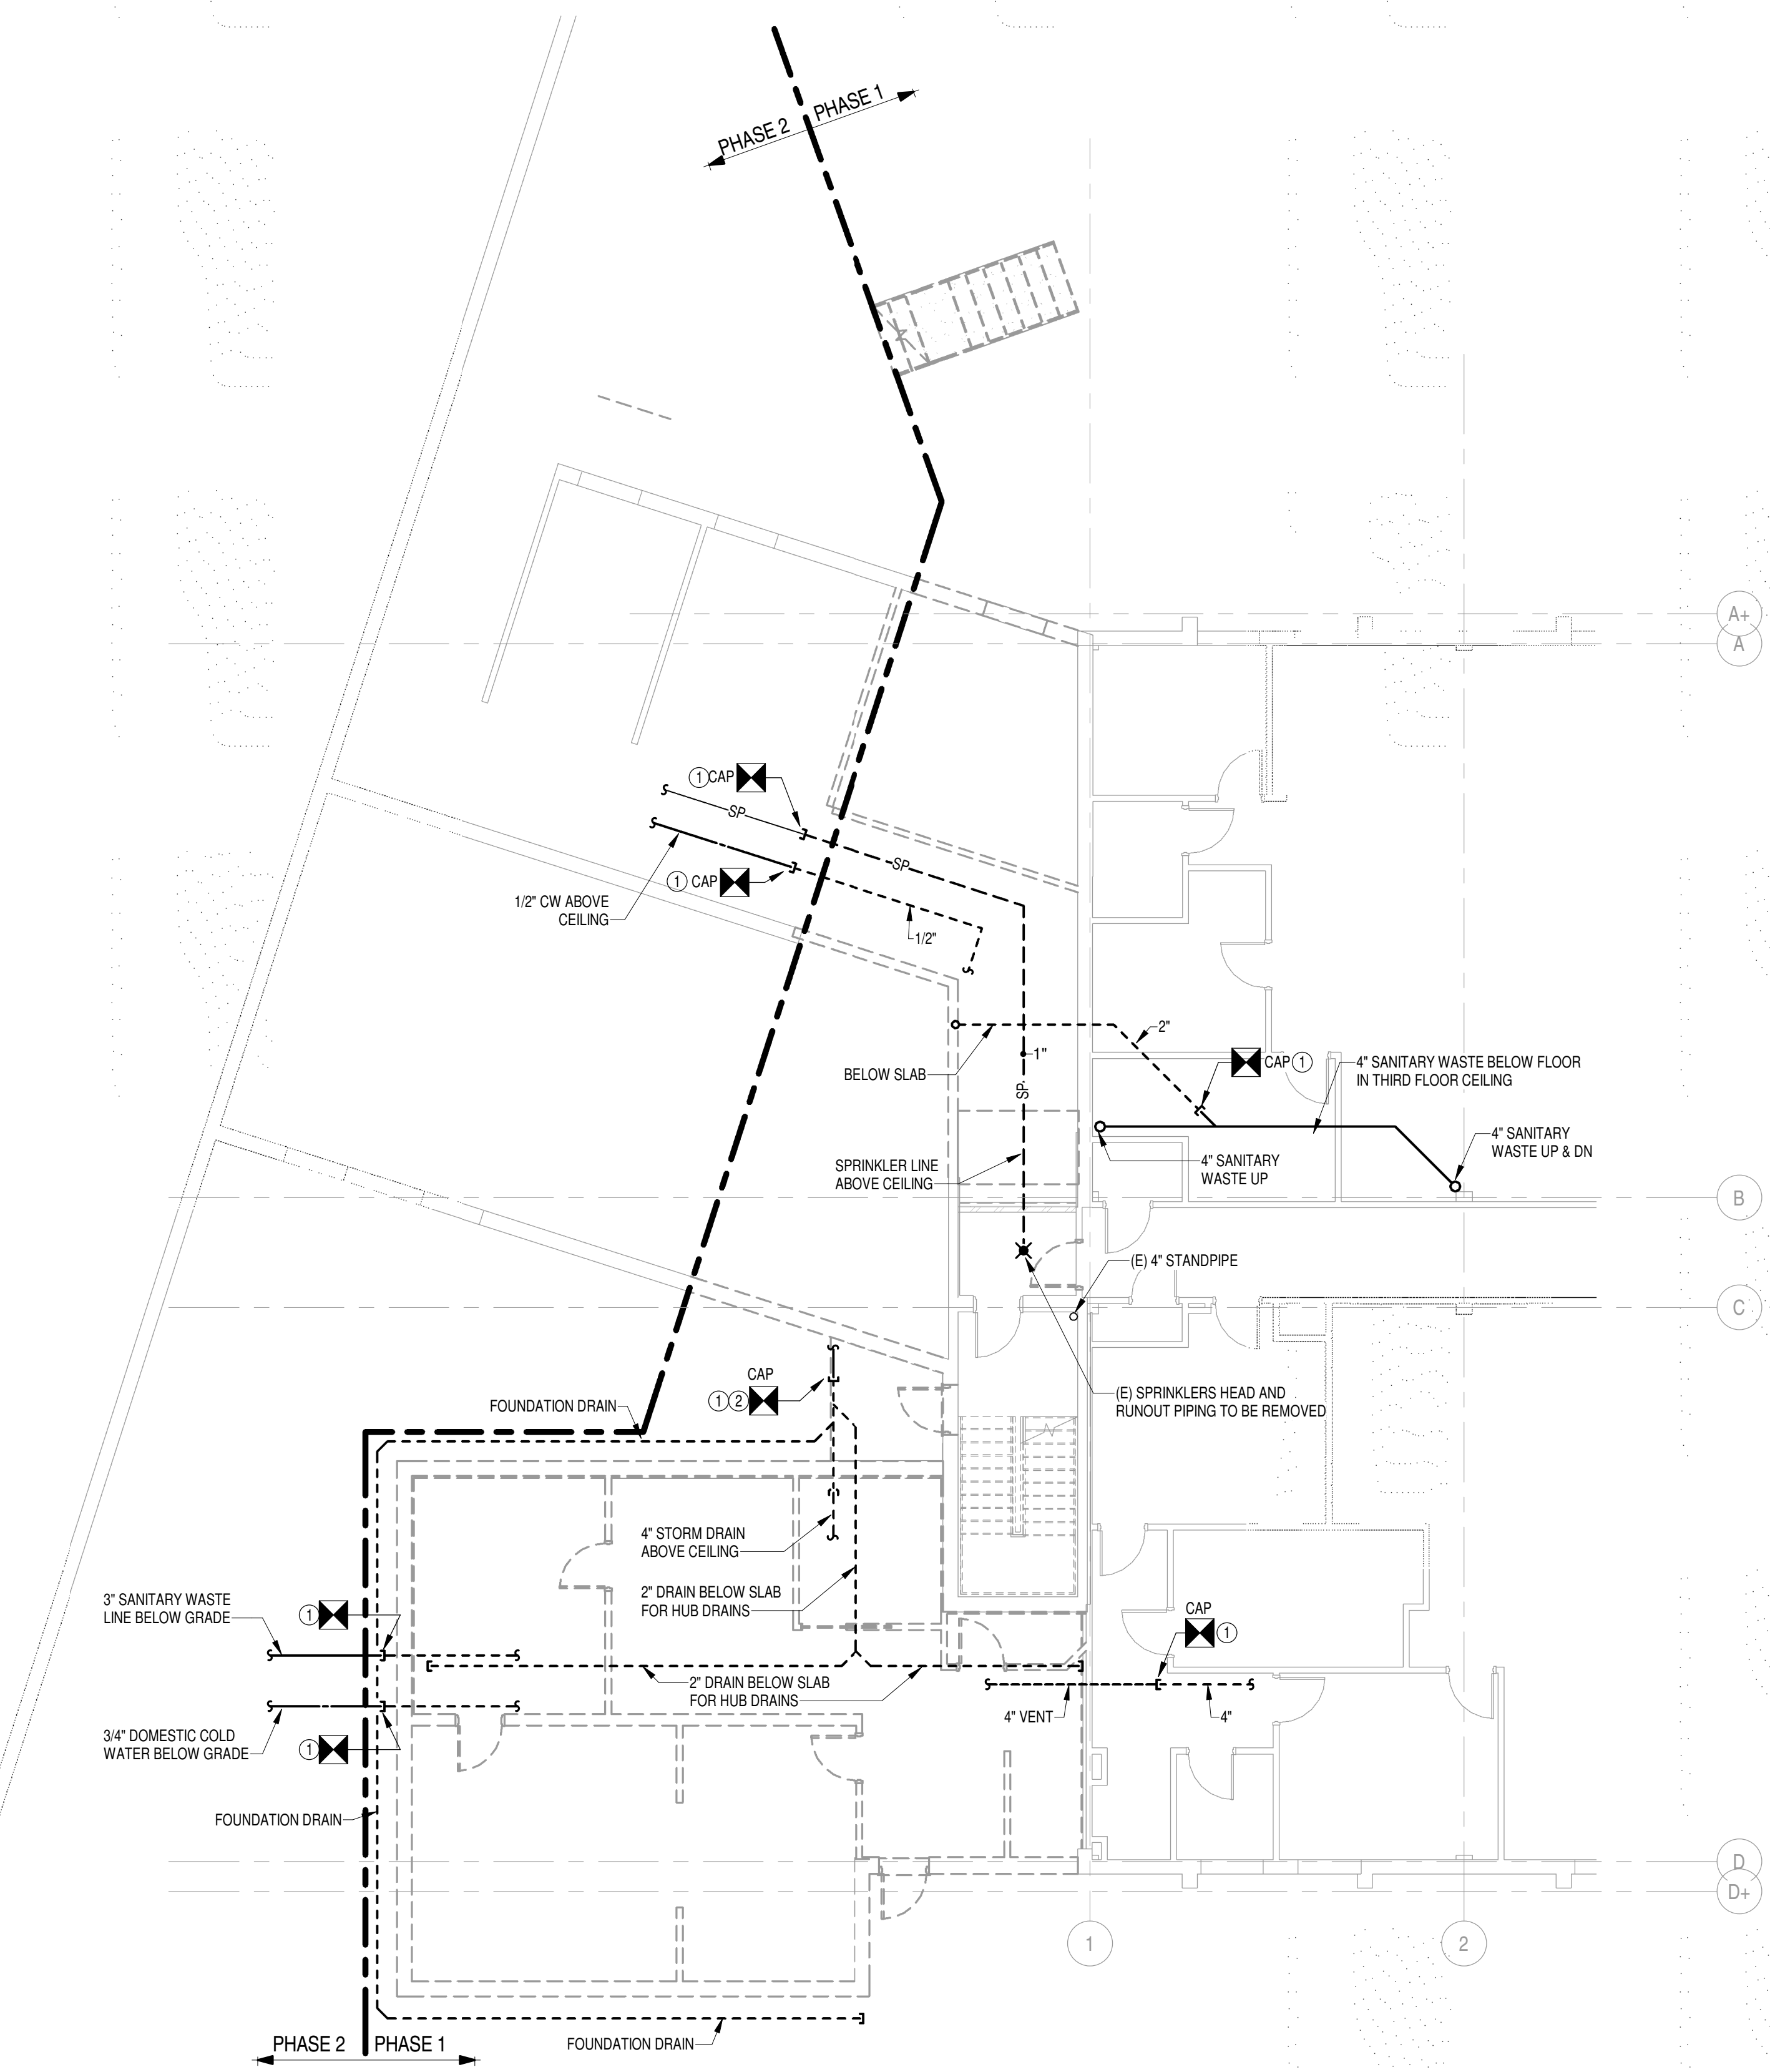 PHASE 2
PHASE 1
A+
A
① CAP
SP
① CAP
SP
1/2" CW ABOVE
CEILING
1/2"
2"
1"
BELOW SLAB
CAP ①
4" SANITARY WASTE BELOW FLOOR
IN THIRD FLOOR CEILING
SP
4" SANITARY
WASTE UP & DN
SPRINKLER LINE
ABOVE CEILING
4" SANITARY
WASTE UP
B
(E) 4" STANDPIPE
C
CAP
① ②
(E) SPRINKLERS HEAD AND
RUNOUT PIPING TO BE REMOVED
FOUNDATION DRAIN
4" STORM DRAIN
ABOVE CEILING
2" DRAIN BELOW SLAB
FOR HUB DRAINS
3" SANITARY WASTE
LINE BELOW GRADE
①
CAP
①
2" DRAIN BELOW SLAB
FOR HUB DRAINS
4" VENT
4"
3/4" DOMESTIC COLD
WATER BELOW GRADE
①
FOUNDATION DRAIN
D
D+
1
2
FOUNDATION DRAIN
PHASE 2
PHASE 1